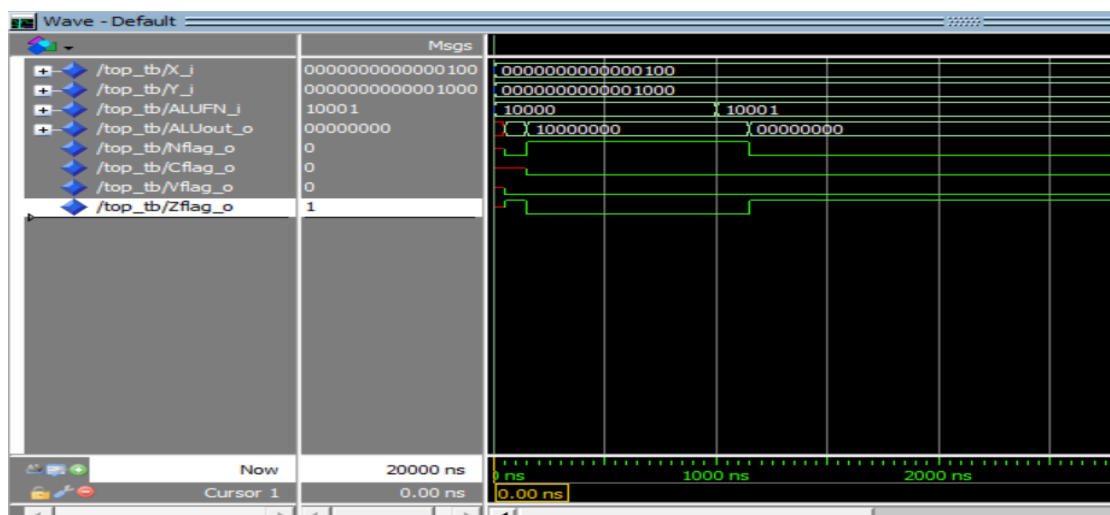 Wave - Default
Msgs
/top_tb/X_i 0000000000000100 0000000000000100
/top_tb/Y_i 0000000000001000 0000000000001000
/top_tb/ALUFN_i 10001 10000 10001
/top_tb/ALUout_o 00000000 10000000 00000000
/top_tb/Nflag_o 0
/top_tb/Cflag_o 0
/top_tb/Vflag_o 0
/top_tb/Zflag_o 1
Now 20000 ns 0 ns 1000 ns 2000 ns
Cursor 1 0.00 ns 0.00 ns